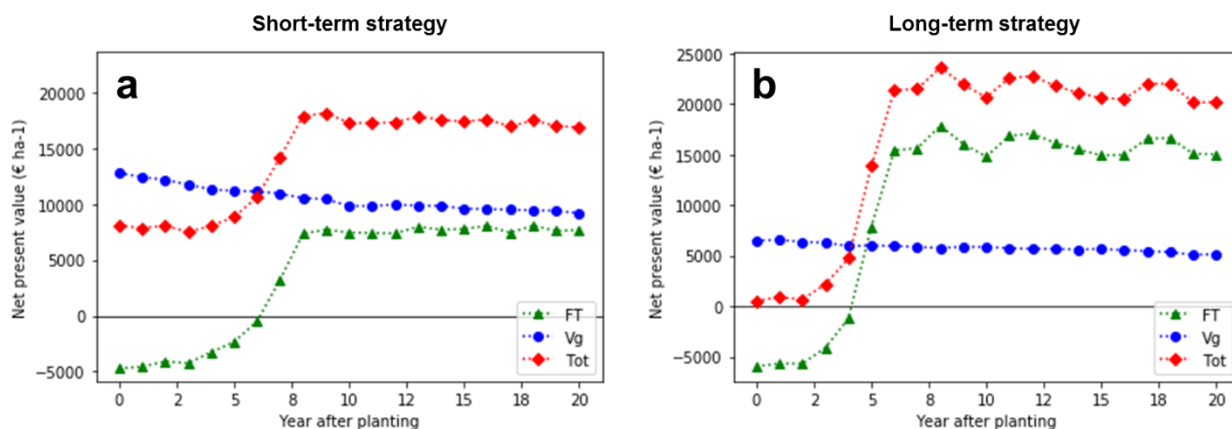 Short-term strategy
a
Net present value (€ ha-1)
20000
15000
10000
5000
0
−5000
0 2 5 8 10 12 15 18 20
Year after planting
FT
Vg
Tot
Long-term strategy
b
Net present value (€ ha-1)
25000
20000
15000
10000
5000
0
−5000
0 2 5 8 10 12 15 18 20
Year after planting
FT
Vg
Tot